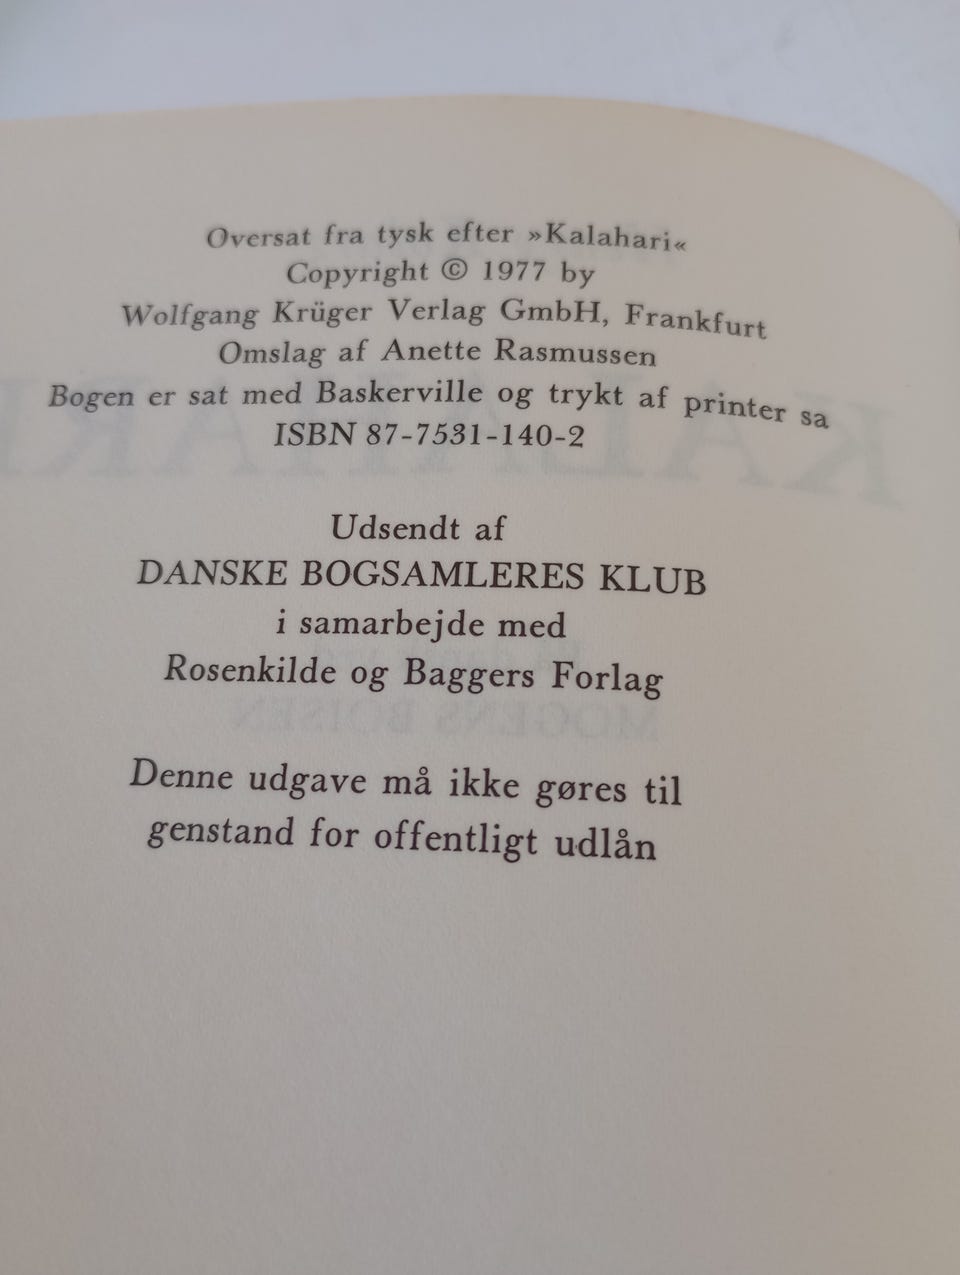 Oversat fra tysk efter »Kalahari«
Copyright © 1977 by
Wolfgang Krüger Verlag GmbH, Frankfurt
Omslag af Anette Rasmussen
Bogen er sat med Baskerville og trykt af printer sa
ISBN 87-7531-140-2
Udsendt af
DANSKE BOGSAMLERES KLUB
i samarbejde med
Rosenkilde og Baggers Forlag
Denne udgave må ikke gøres til
genstand for offentligt udlån